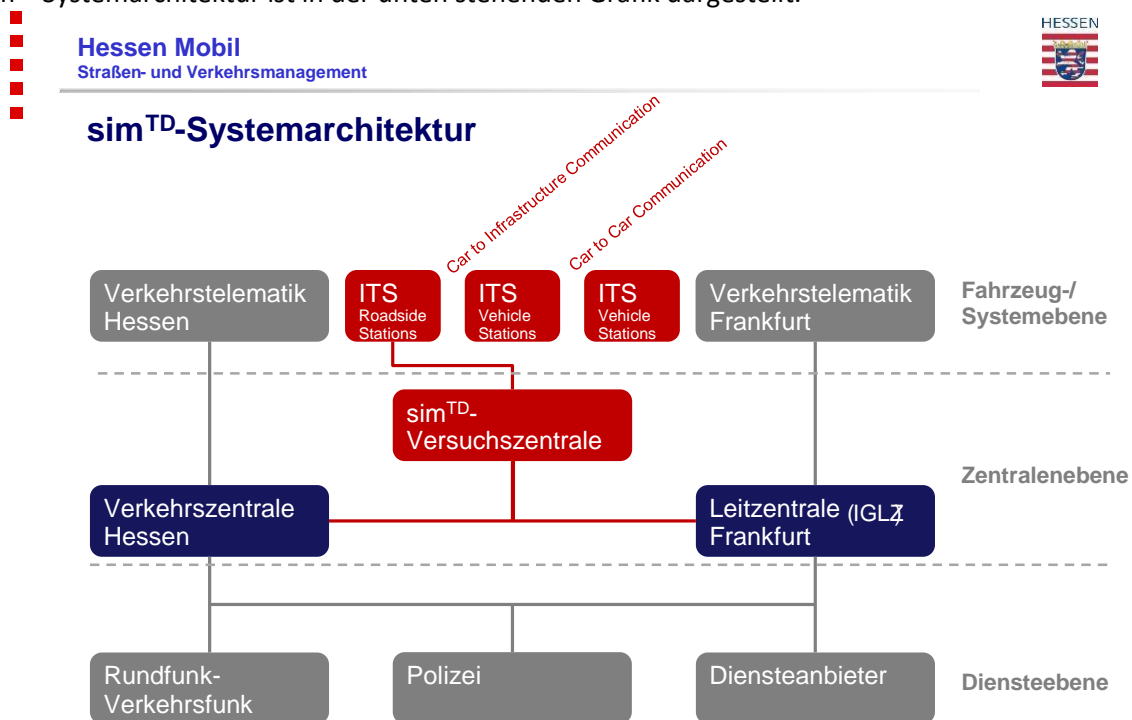 Systemarchitektur ist in der unten stehenden Grafik dargestellt.
HESSEN
Hessen Mobil
Straßen- und Verkehrsmanagement
simTD-Systemarchitektur
Car to Infrastructure Communication
Car to Car Communication
Verkehrstelematik
Hessen
ITS
Roadside
Stations
ITS
Vehicle
Stations
ITS
Vehicle
Stations
Verkehrstelematik
Frankfurt
Fahrzeug-/
Systemebene
simTD-
Versuchszentrale
Zentralenebene
Verkehrszentrale
Hessen
Leitzentrale (IGLZ)
Frankfurt
Rundfunk-
Verkehrsfunk
Polizei
Diensteanbieter
Diensteebene